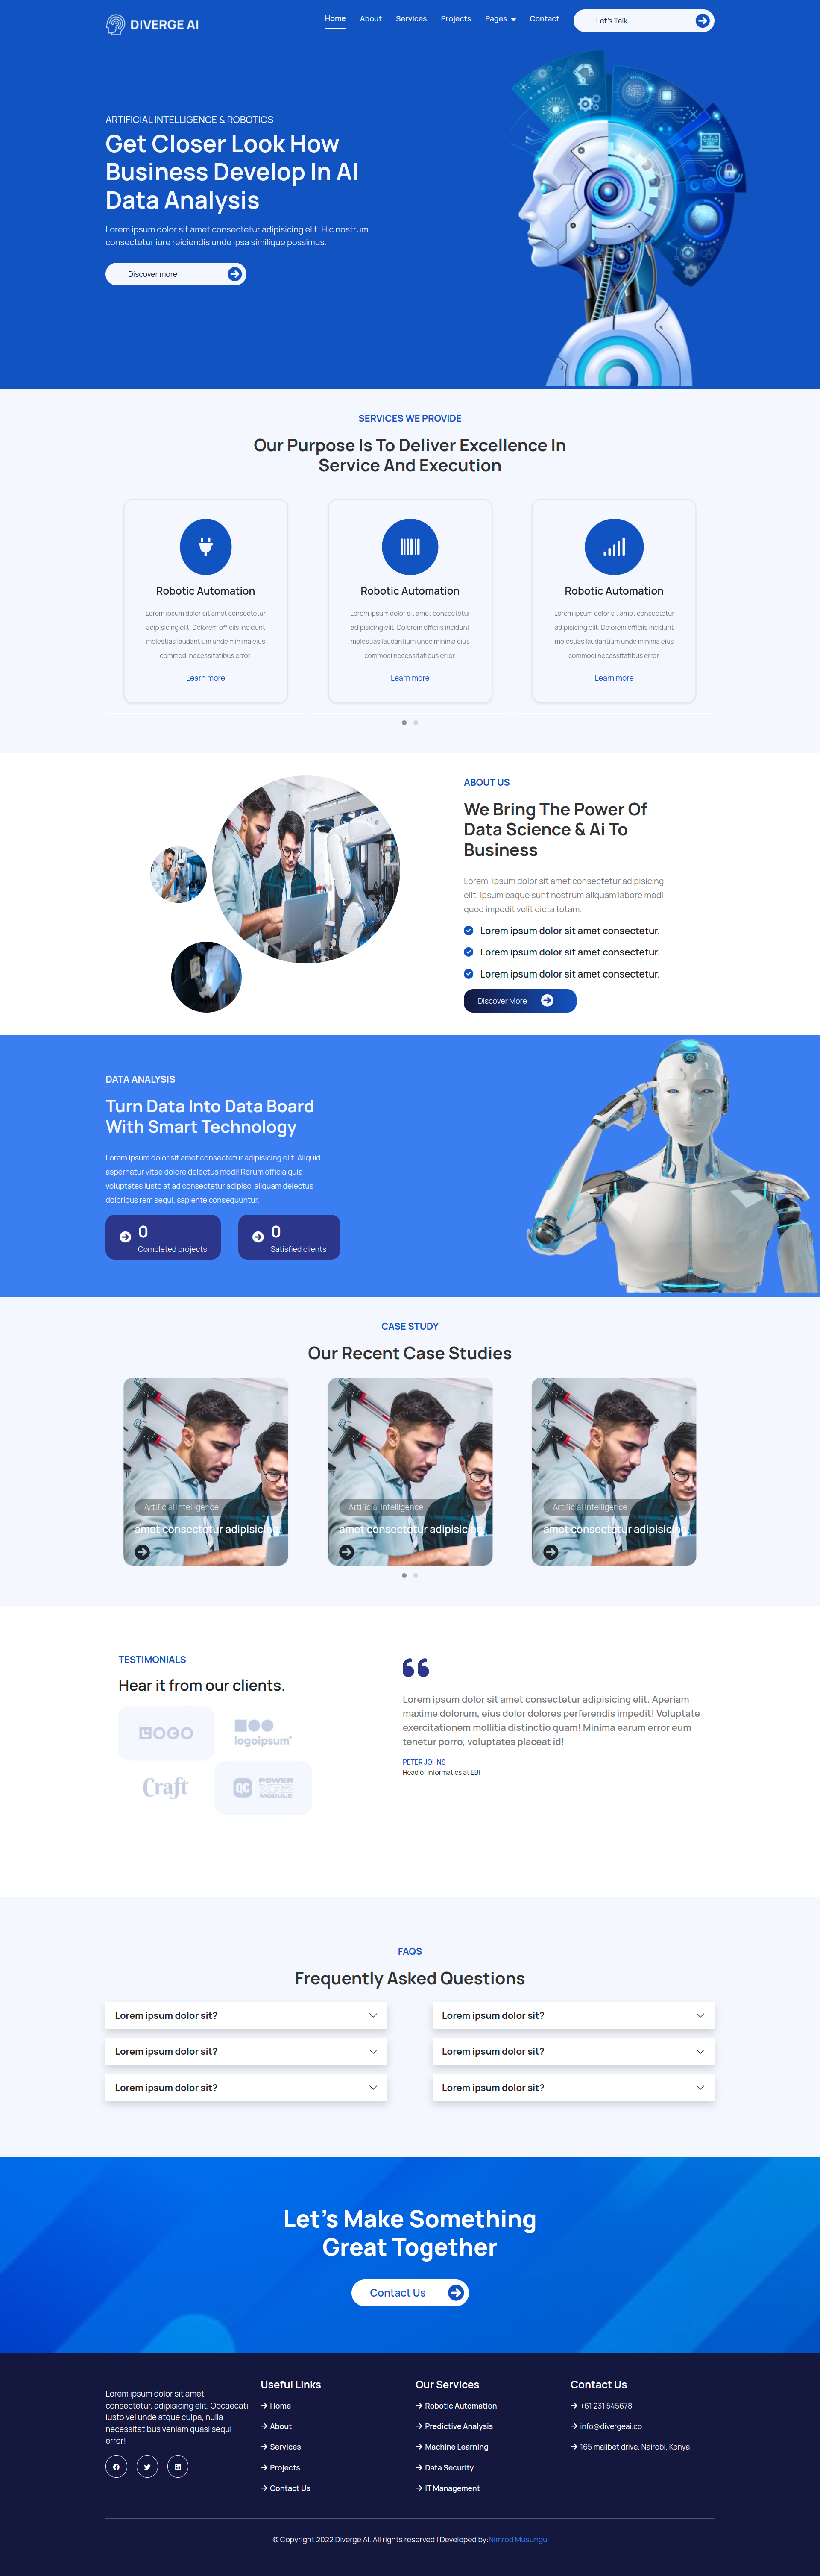 DIVERGE AI
Home
About
Services
Projects
Pages
Contact
Let's Talk
ARTIFICIAL INTELLIGENCE & ROBOTICS
Get Closer Look How
Business Develop In AI
Data Analysis
Lorem ipsum dolor sit amet consectetur adipisicing elit. Hic nostrum
consectetur iure reiciendis unde ipsa similique possimus.
Discover more
SERVICES WE PROVIDE
Our Purpose Is To Deliver Excellence In
Service And Execution
Robotic Automation
Lorem ipsum dolor sit amet consectetur
adipisicing elit. Dolorem officiis incidunt
molestias laudantium unde minima eius
commodi necessitatibus error.
Learn more
Robotic Automation
Lorem ipsum dolor sit amet consectetur
adipisicing elit. Dolorem officiis incidunt
molestias laudantium unde minima eius
commodi necessitatibus error.
Learn more
Robotic Automation
Lorem ipsum dolor sit amet consectetur
adipisicing elit. Dolorem officiis incidunt
molestias laudantium unde minima eius
commodi necessitatibus error.
Learn more
ABOUT US
We Bring The Power Of
Data Science & Ai To
Business
Lorem, ipsum dolor sit amet consectetur adipisicing
elit. Ipsum eaque sunt nostrum aliquam labore modi
quod impedit velit dicta totam.
Lorem ipsum dolor sit amet consectetur.
Lorem ipsum dolor sit amet consectetur.
Lorem ipsum dolor sit amet consectetur.
Discover More
DATA ANALYSIS
Turn Data Into Data Board
With Smart Technology
Lorem ipsum dolor sit amet consectetur adipisicing elit. Aliquid
aspernatur vitae dolore delectus modi! Rerum officia quia
voluptates iusto at ad consectetur adipisci aliquam delectus
doloribus rem sequi, sapiente consequuntur.
0
Completed projects
0
Satisfied clients
CASE STUDY
Our Recent Case Studies
Artificial Intelligence
amet consectetur adipisicing.
Artificial Intelligence
amet consectetur adipisicing.
Artificial Intelligence
amet consectetur adipisicing.
TESTIMONIALS
Hear it from our clients.
LOGO
logoipsum
Craft
QC POWER
MODULE
Lorem ipsum dolor sit amet consectetur adipisicing elit. Aperiam
maxime dolorum, eius dolor dolores perferendis impedit! Voluptate
exercitationem mollitia distinctio quam! Minima earum error eum
tenetur porro, voluptates placeat id!
PETER JOHNS
Head of informatics at EBI
FAQS
Frequently Asked Questions
Lorem ipsum dolor sit?
Lorem ipsum dolor sit?
Lorem ipsum dolor sit?
Lorem ipsum dolor sit?
Lorem ipsum dolor sit?
Lorem ipsum dolor sit?
Let's Make Something
Great Together
Contact Us
Lorem ipsum dolor sit amet
consectetur, adipisicing elit. Obcaecati
iusto vel unde atque culpa, nulla
necessitatibus veniam quasi sequi
error!
Useful Links
Home
About
Services
Projects
Contact Us
Our Services
Robotic Automation
Predictive Analysis
Machine Learning
Data Security
IT Management
Contact Us
+61 231 545678
info@divergeai.co
165 malibet drive, Nairobi, Kenya
© Copyright 2022 Diverge AI. All rights reserved | Developed by:Nimrod Musungu